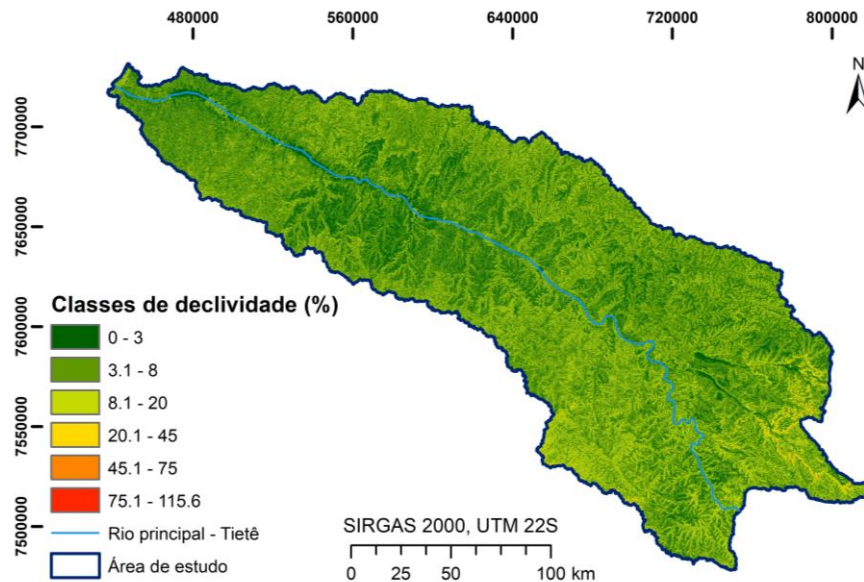 480000 560000 640000 720000 800000
N
7700000
7650000
7600000
7550000
7500000
Classes de declividade (%)
0 - 3
3.1 - 8
8.1 - 20
20.1 - 45
45.1 - 75
75.1 - 115.6
Rio principal - Tietê
Área de estudo
SIRGAS 2000, UTM 22S
0 25 50 100 km